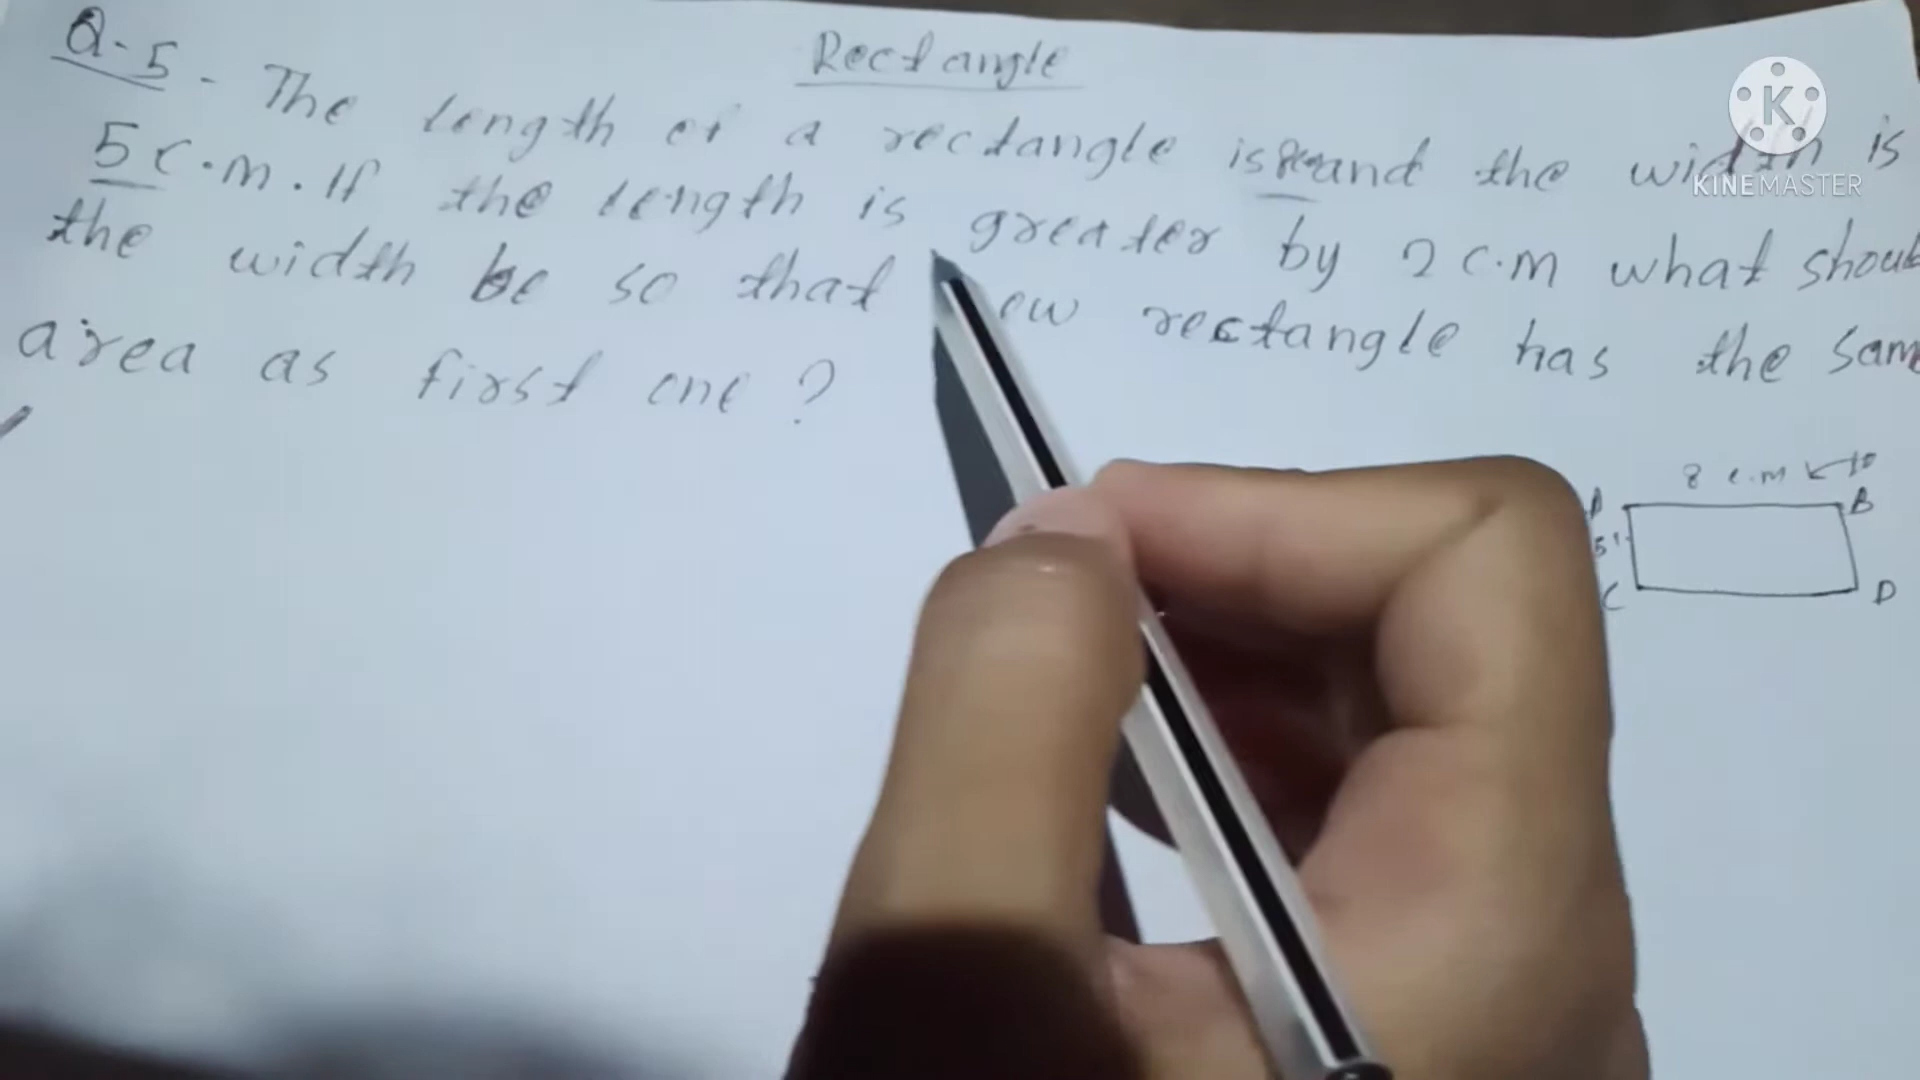 Rectangle
Q-5- The length of a rectangle is 8cm and the width is
5 c.m. If the length is greater by 2 c.m what should
the width be so that new rectangle has the same
area as first one?
8 c.m 10
A B
5
C D
KINEMASTER